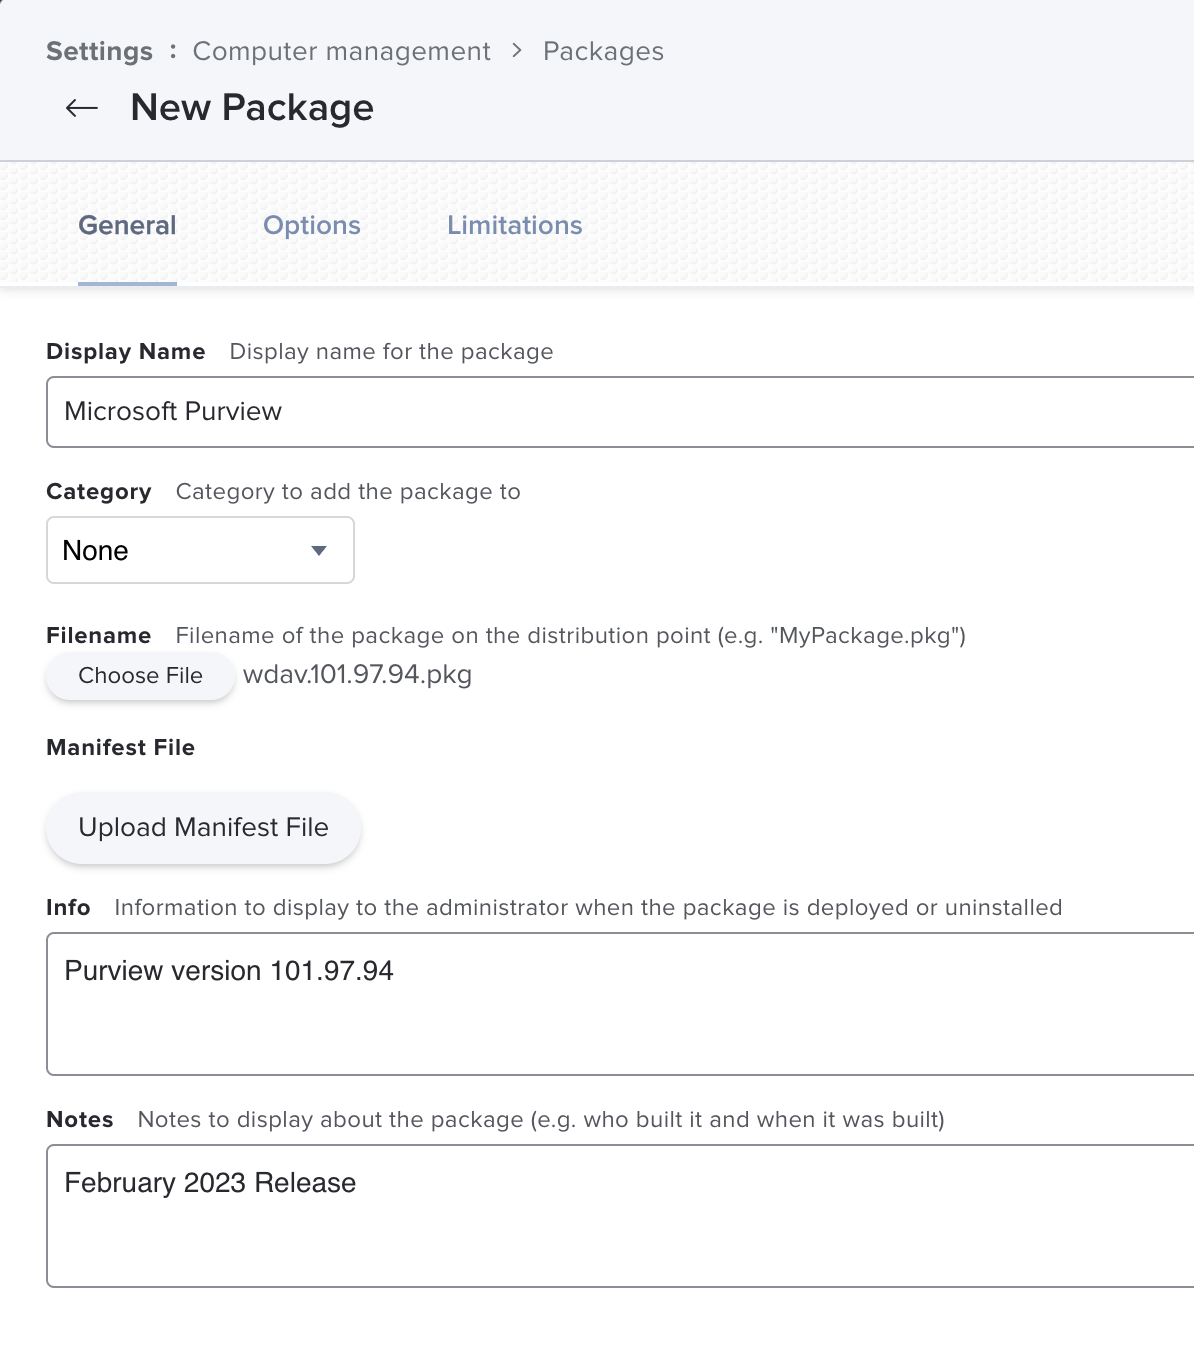 Settings : Computer management > Packages
← New Package
General Options Limitations
Display Name Display name for the package
Microsoft Purview
Category Category to add the package to
None
Filename Filename of the package on the distribution point (e.g. "MyPackage.pkg")
Choose File wdav.101.97.94.pkg
Manifest File
Upload Manifest File
Info Information to display to the administrator when the package is deployed or uninstalled
Purview version 101.97.94
Notes Notes to display about the package (e.g. who built it and when it was built)
February 2023 Release